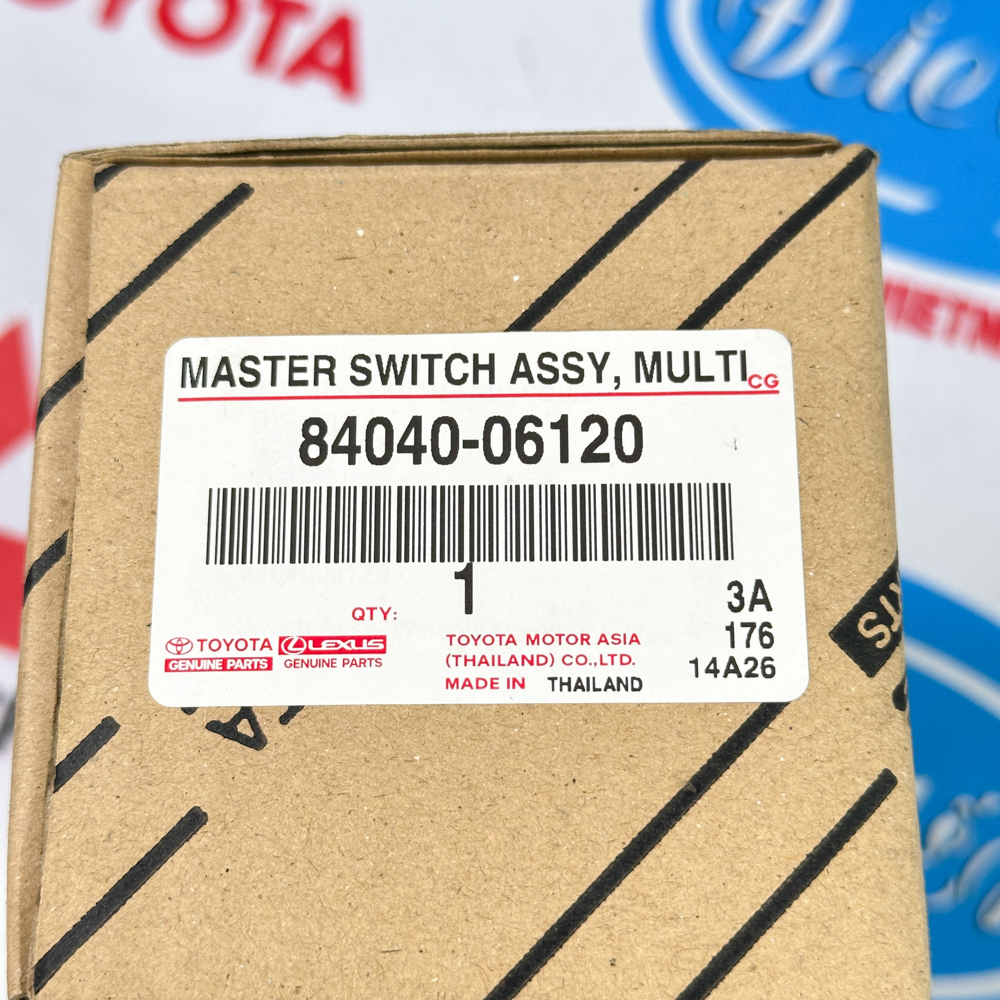 TOYOTA
MASTER SWITCH ASSY, MULTI CG
84040-06120
1
QTY:
3A
176
14A26
TOYOTA LEXUS
GENUINE PARTS GENUINE PARTS
TOYOTA MOTOR ASIA
(THAILAND) CO.,LTD.
MADE IN THAILAND